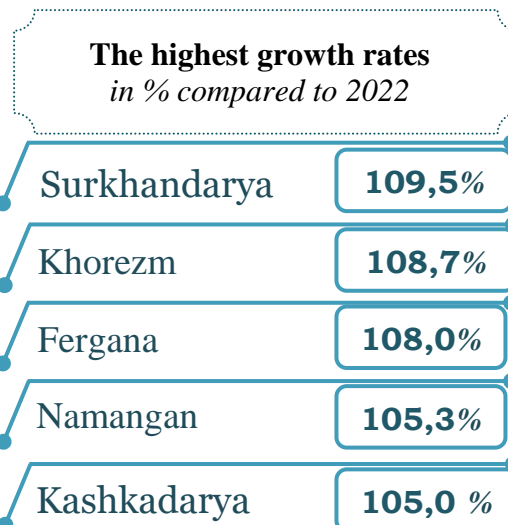 The highest growth rates
in % compared to 2022
Surkhandarya 109,5%
Khorezm 108,7%
Fergana 108,0%
Namangan 105,3%
Kashkadarya 105,0 %